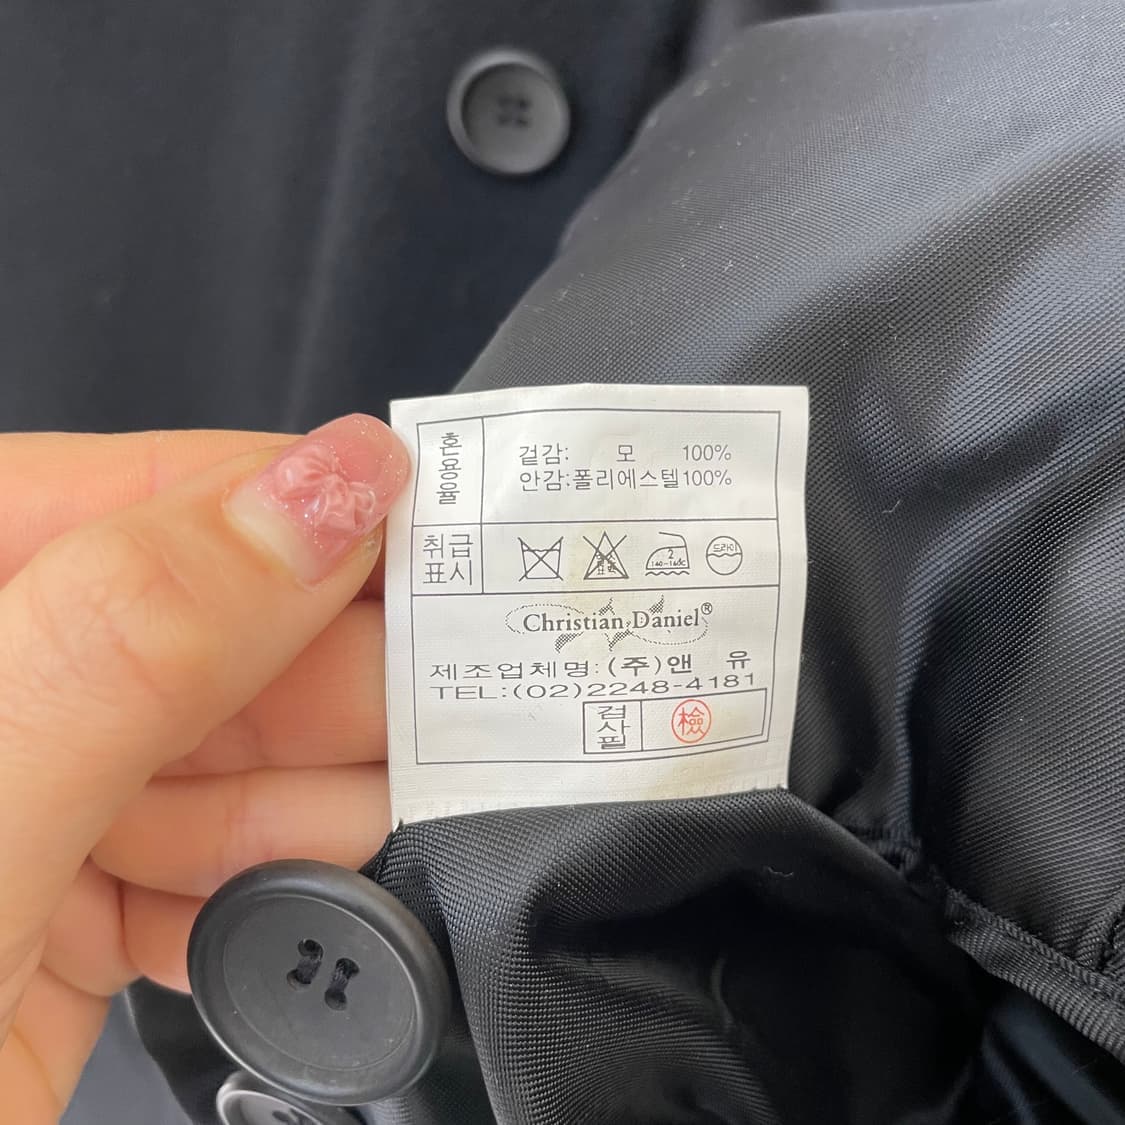 혼용율
겉감: 모 100%
안감:폴리에스텔100%
취급
표시
드라이
Christian Daniel®
제조업체명:(주)앤 유
TEL:(02)2248-4181
검사필
檢